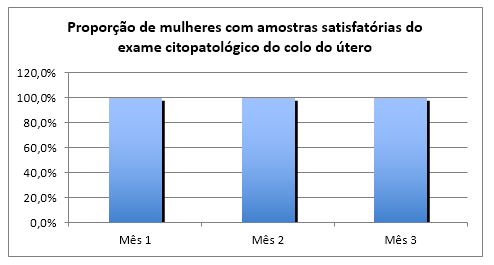 Proporção de mulheres com amostras satisfatórias do
exame citopatológico do colo do útero
120,0%
100,0%
80,0%
60,0%
40,0%
20,0%
0,0%
Mês 1
Mês 2
Mês 3